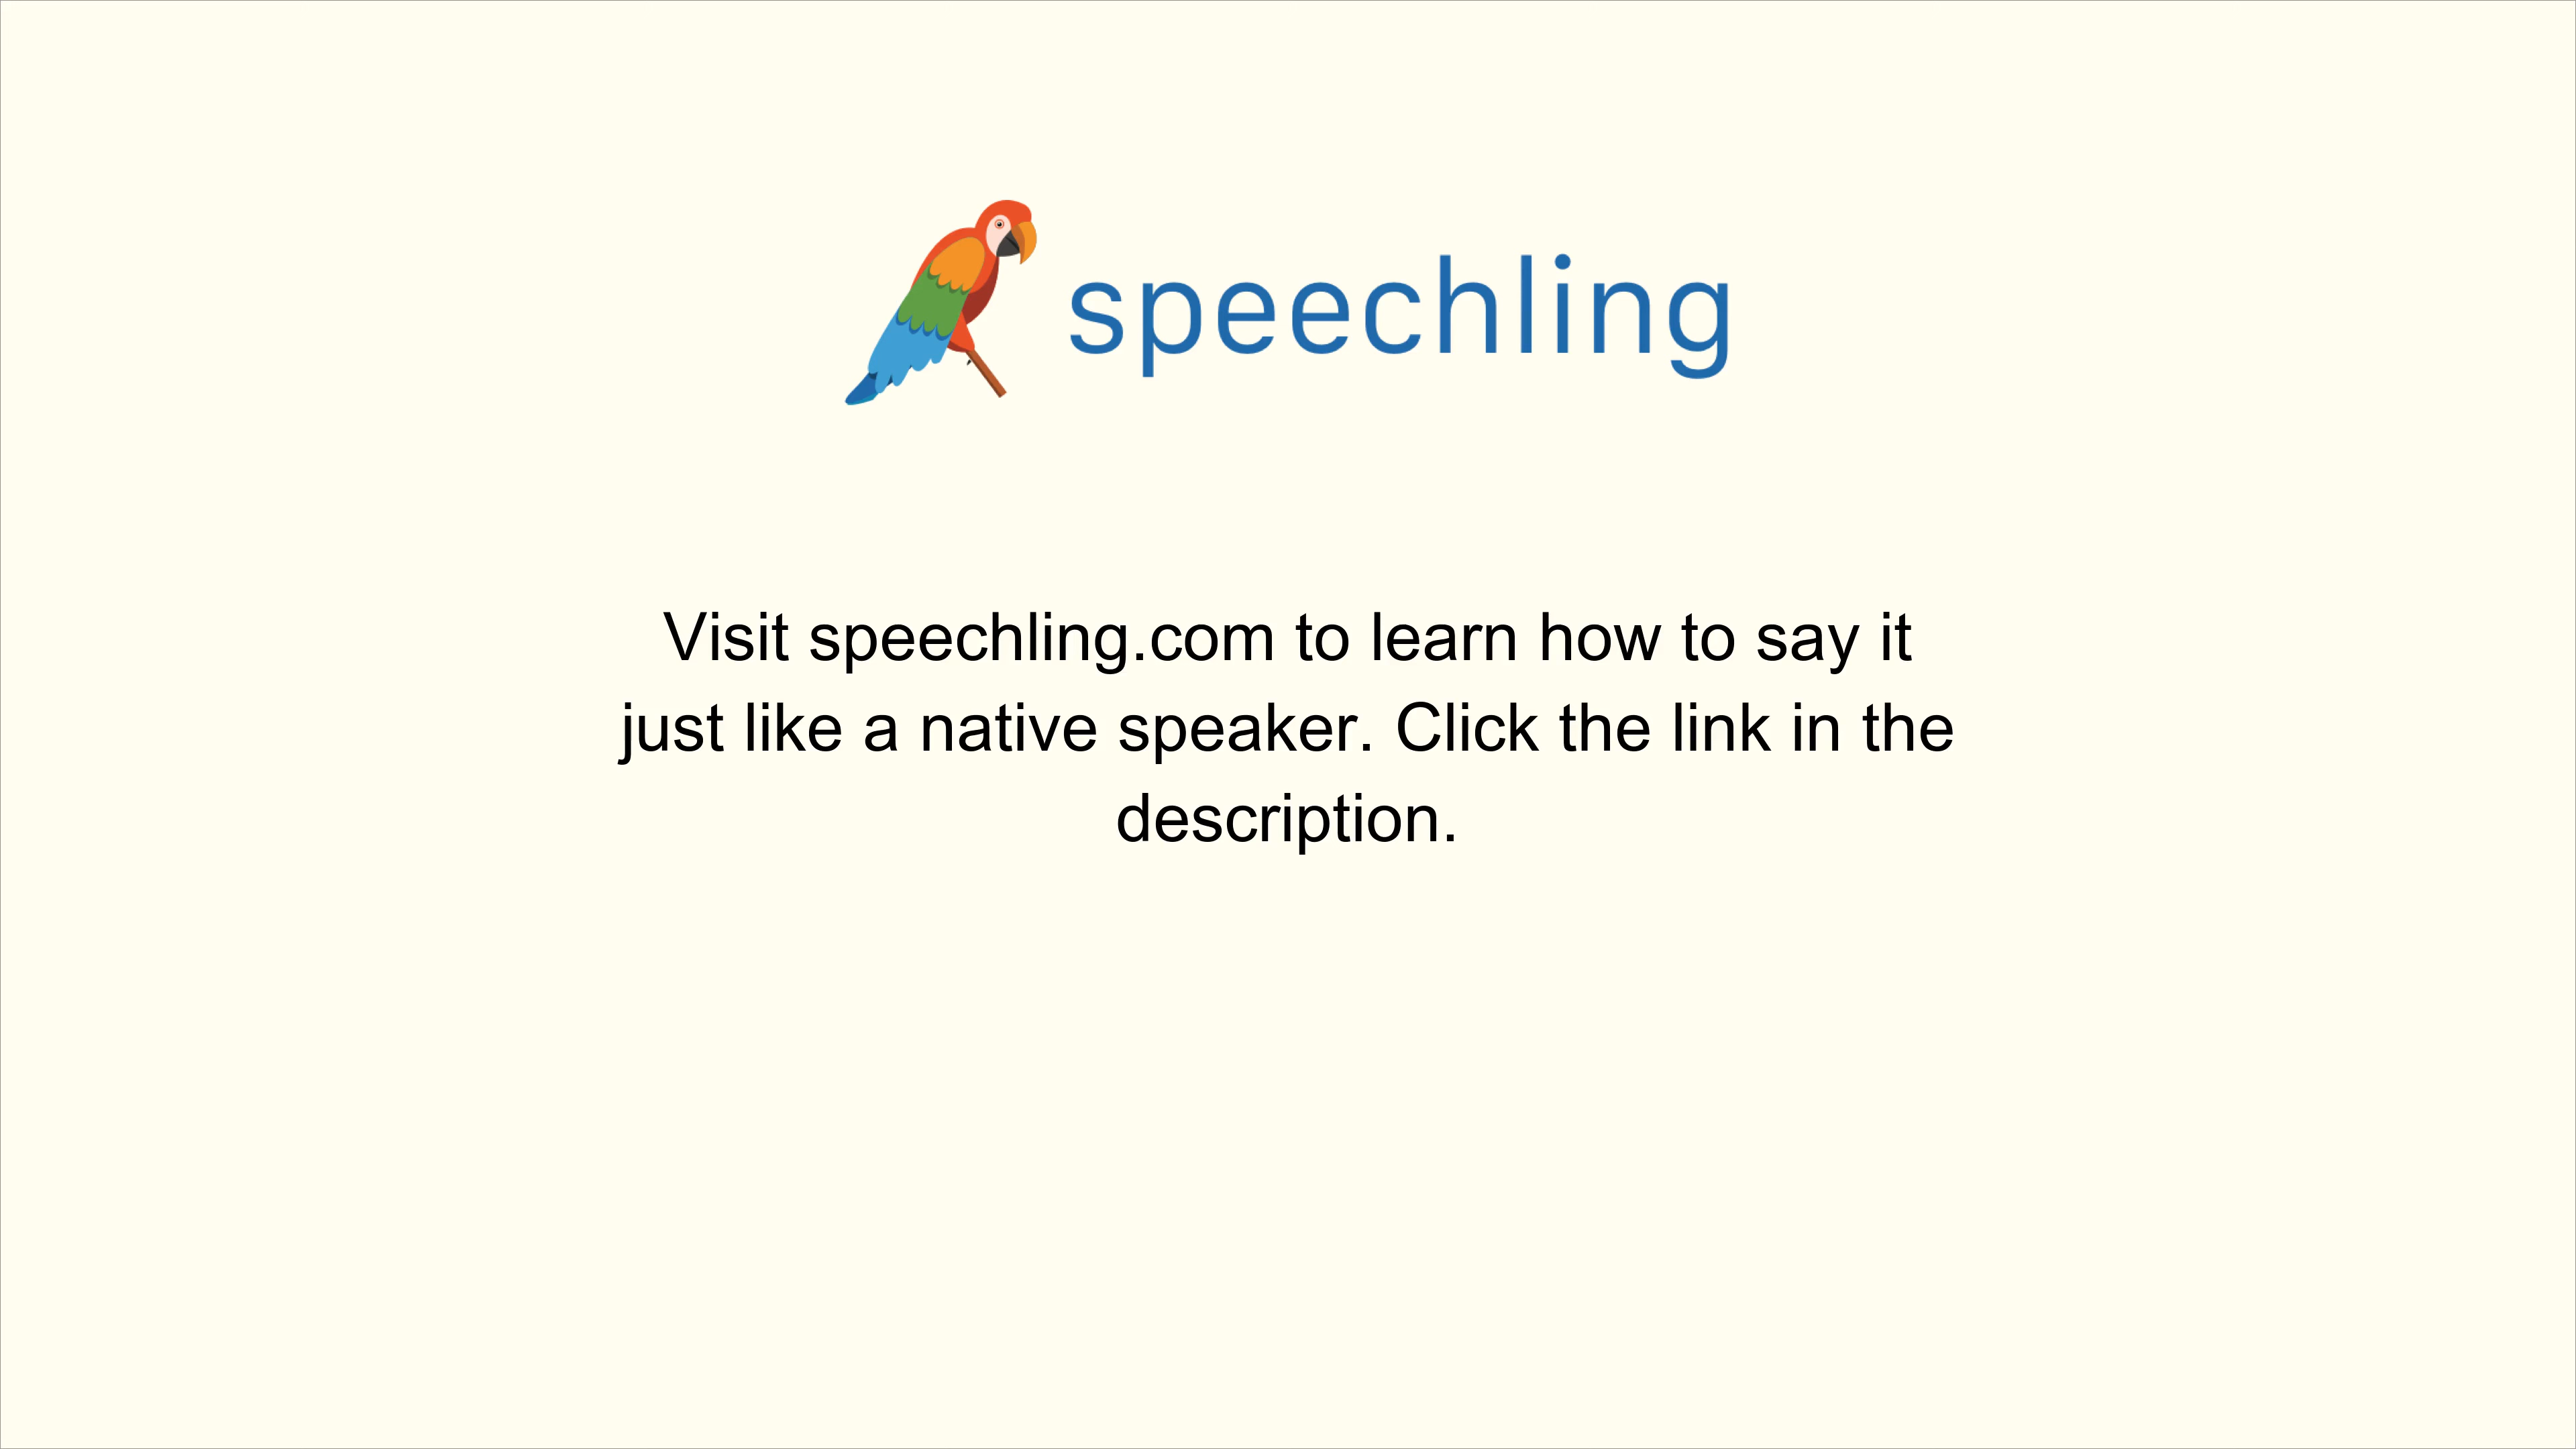 speechling
Visit speechling.com to learn how to say it
just like a native speaker. Click the link in the
description.